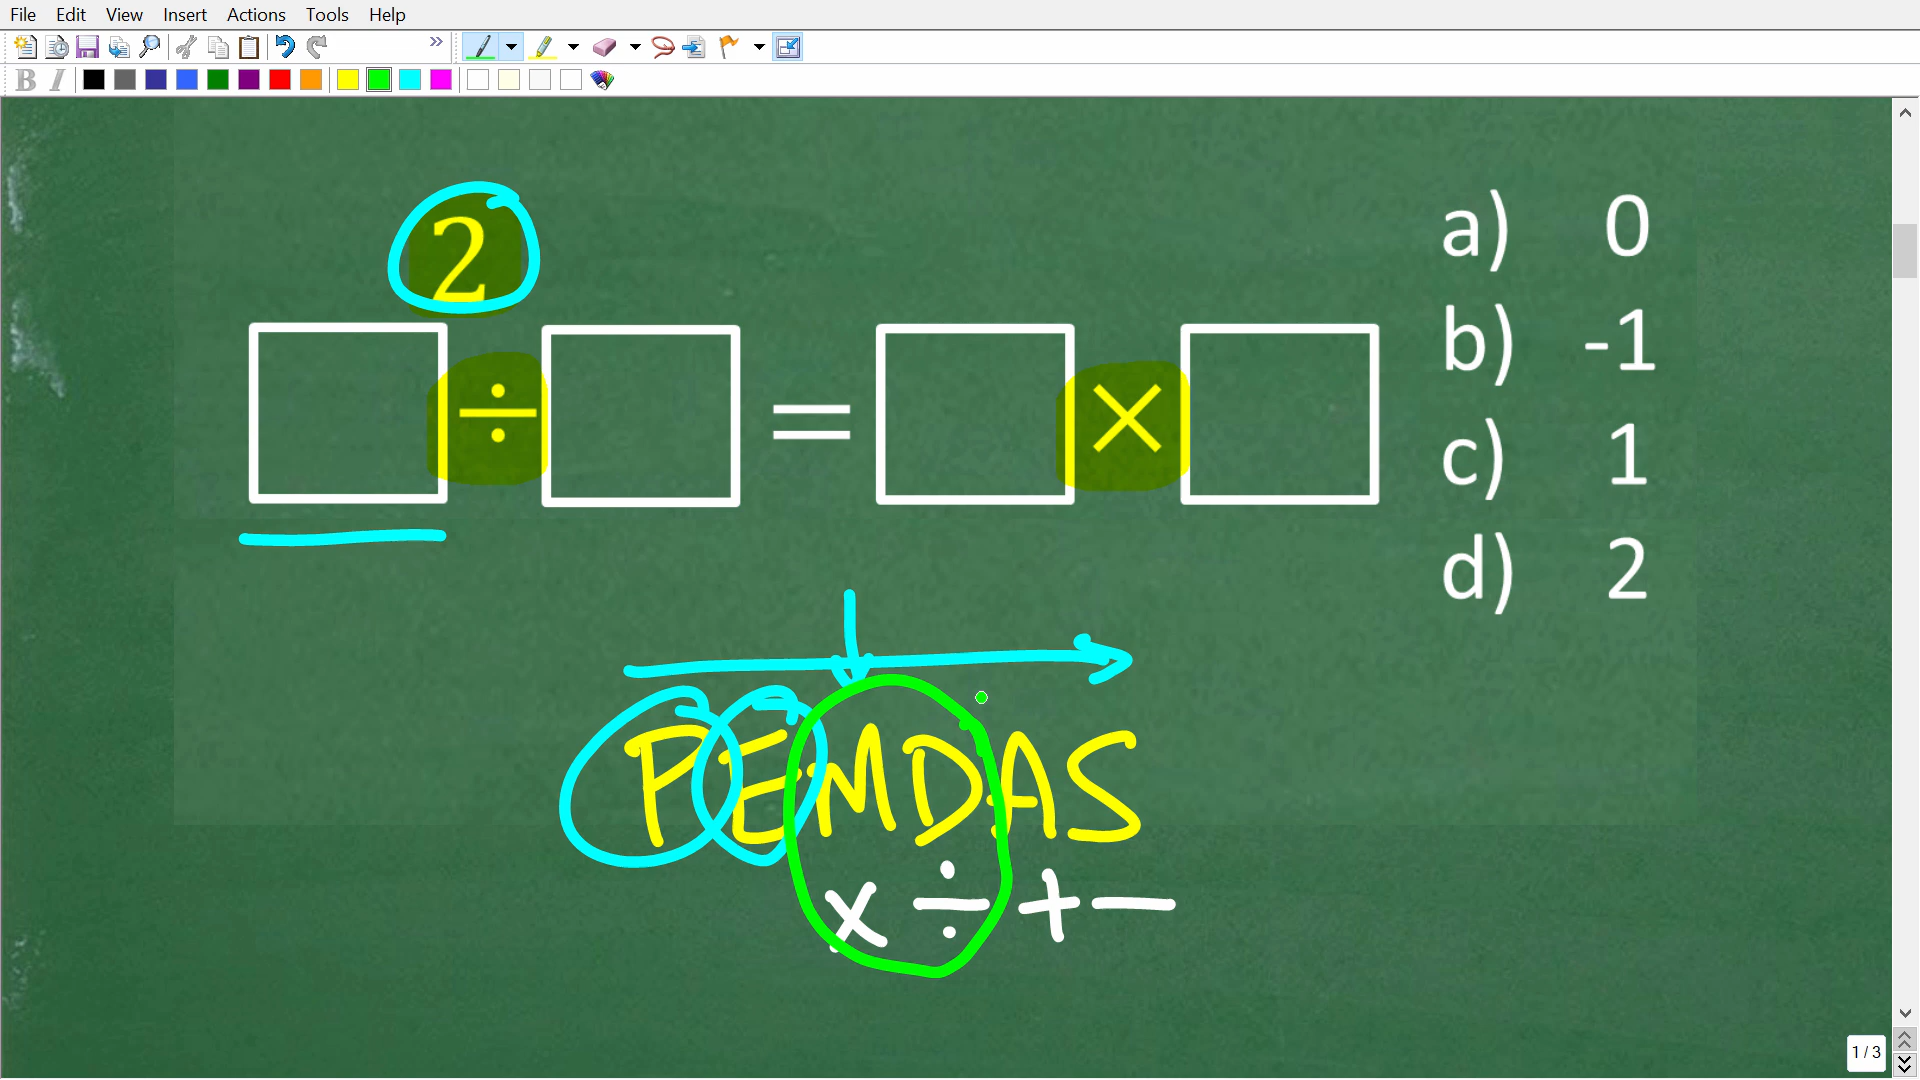 File Edit View Insert Actions Tools Help
B I
2
÷ = ×
a) 0
b) -1
c) 1
d) 2
PEMDAS
x ÷ + −
1 / 3